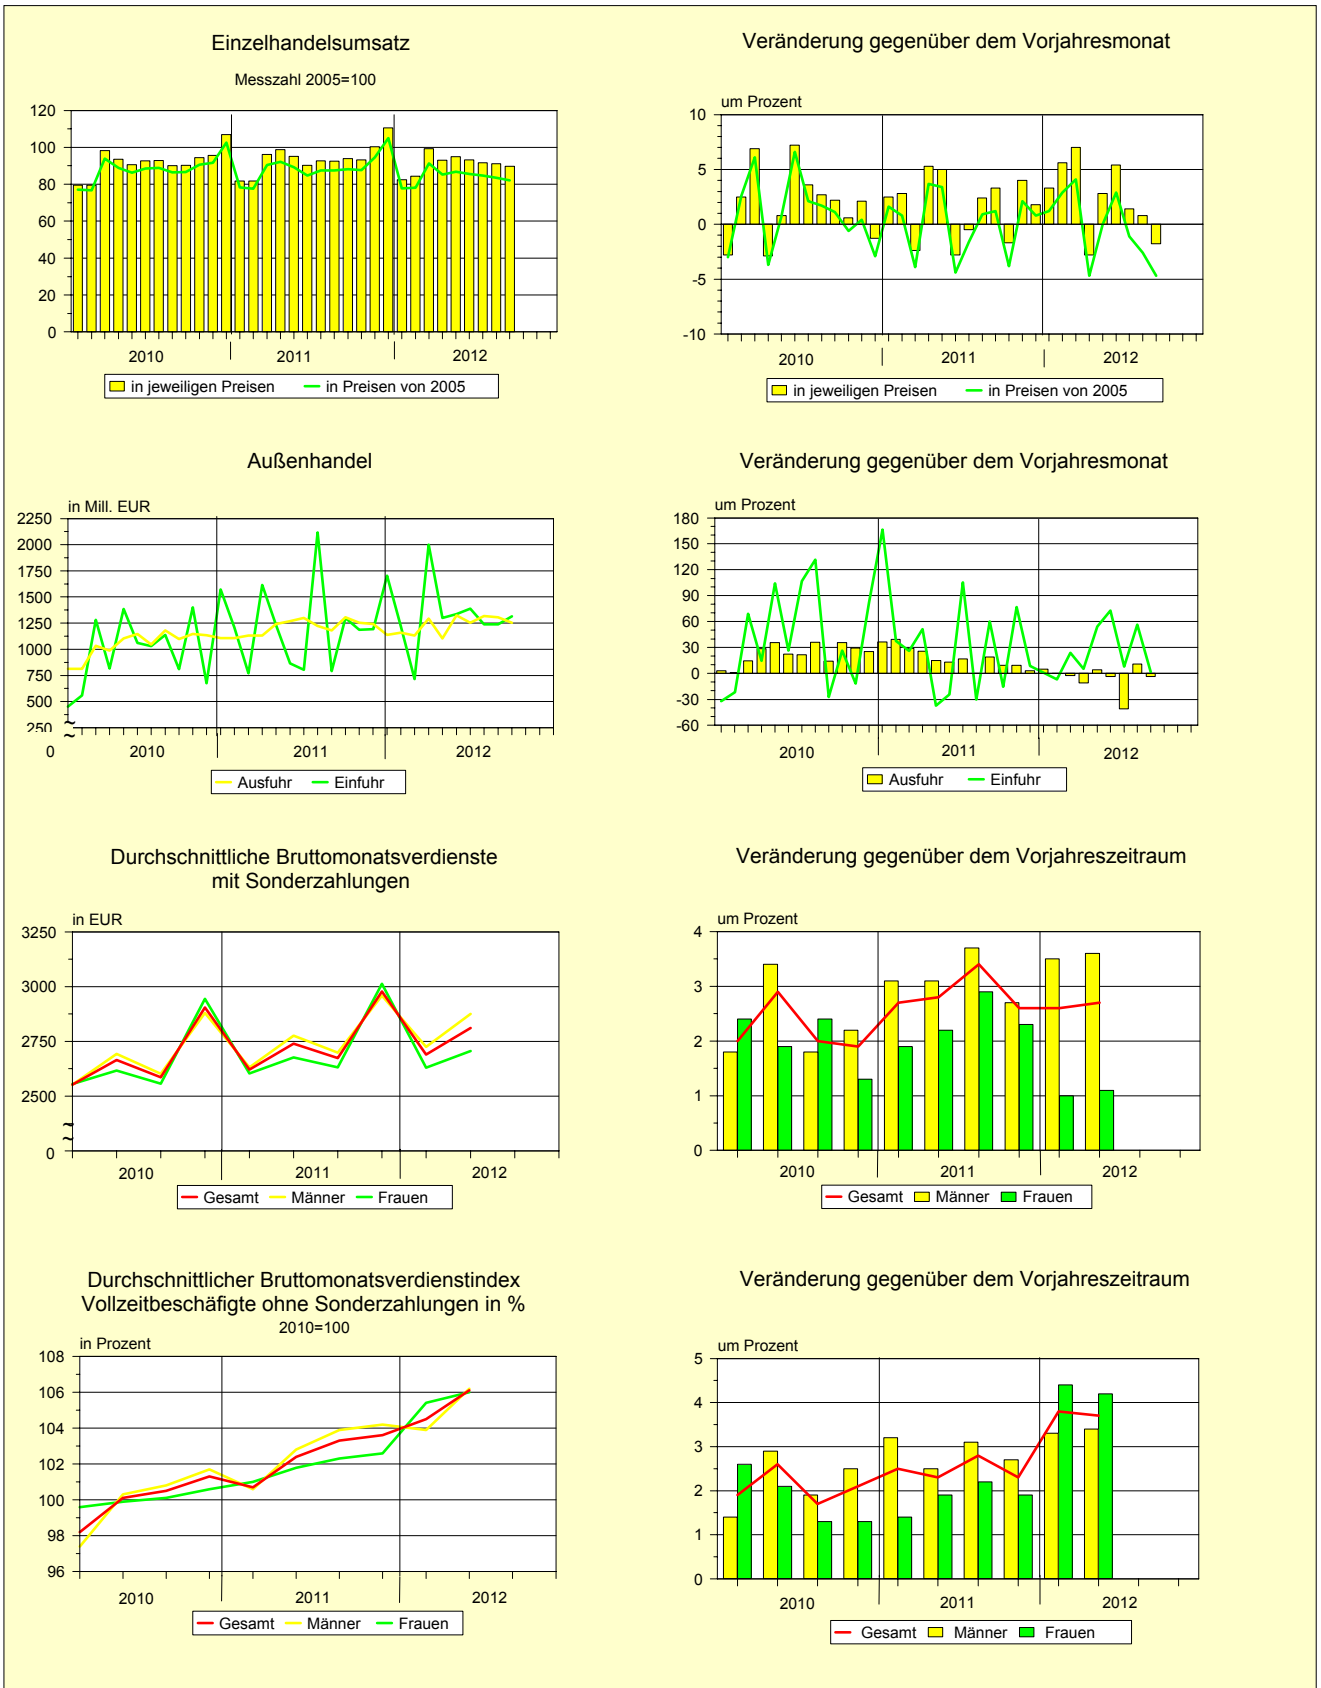 Einzelhandelsumsatz
Messzahl 2005=100
120
100
80
60
40
20
0
2010 2011 2012
in jeweiligen Preisen in Preisen von 2005
Veränderung gegenüber dem Vorjahresmonat
um Prozent
10
5
0
-5
-10
2010 2011 2012
in jeweiligen Preisen in Preisen von 2005
Außenhandel
in Mill. EUR
2250
2000
1750
1500
1250
1000
750
500
250
0
2010 2011 2012
Ausfuhr Einfuhr
Veränderung gegenüber dem Vorjahresmonat
um Prozent
180
150
120
90
60
30
0
-30
-60
2010 2011 2012
Ausfuhr Einfuhr
Durchschnittliche Bruttomonatsverdienste
mit Sonderzahlungen
in EUR
3250
3000
2750
2500
0
2010 2011 2012
Gesamt Männer Frauen
Veränderung gegenüber dem Vorjahreszeitraum
um Prozent
4
3
2
1
0
2010 2011 2012
Gesamt Männer Frauen
Durchschnittlicher Bruttomonatsverdienstindex
Vollzeitbeschäfigte ohne Sonderzahlungen in %
2010=100
in Prozent
108
106
104
102
100
98
96
2010 2011 2012
Gesamt Männer Frauen
Veränderung gegenüber dem Vorjahreszeitraum
um Prozent
5
4
3
2
1
0
2010 2011 2012
Gesamt Männer Frauen